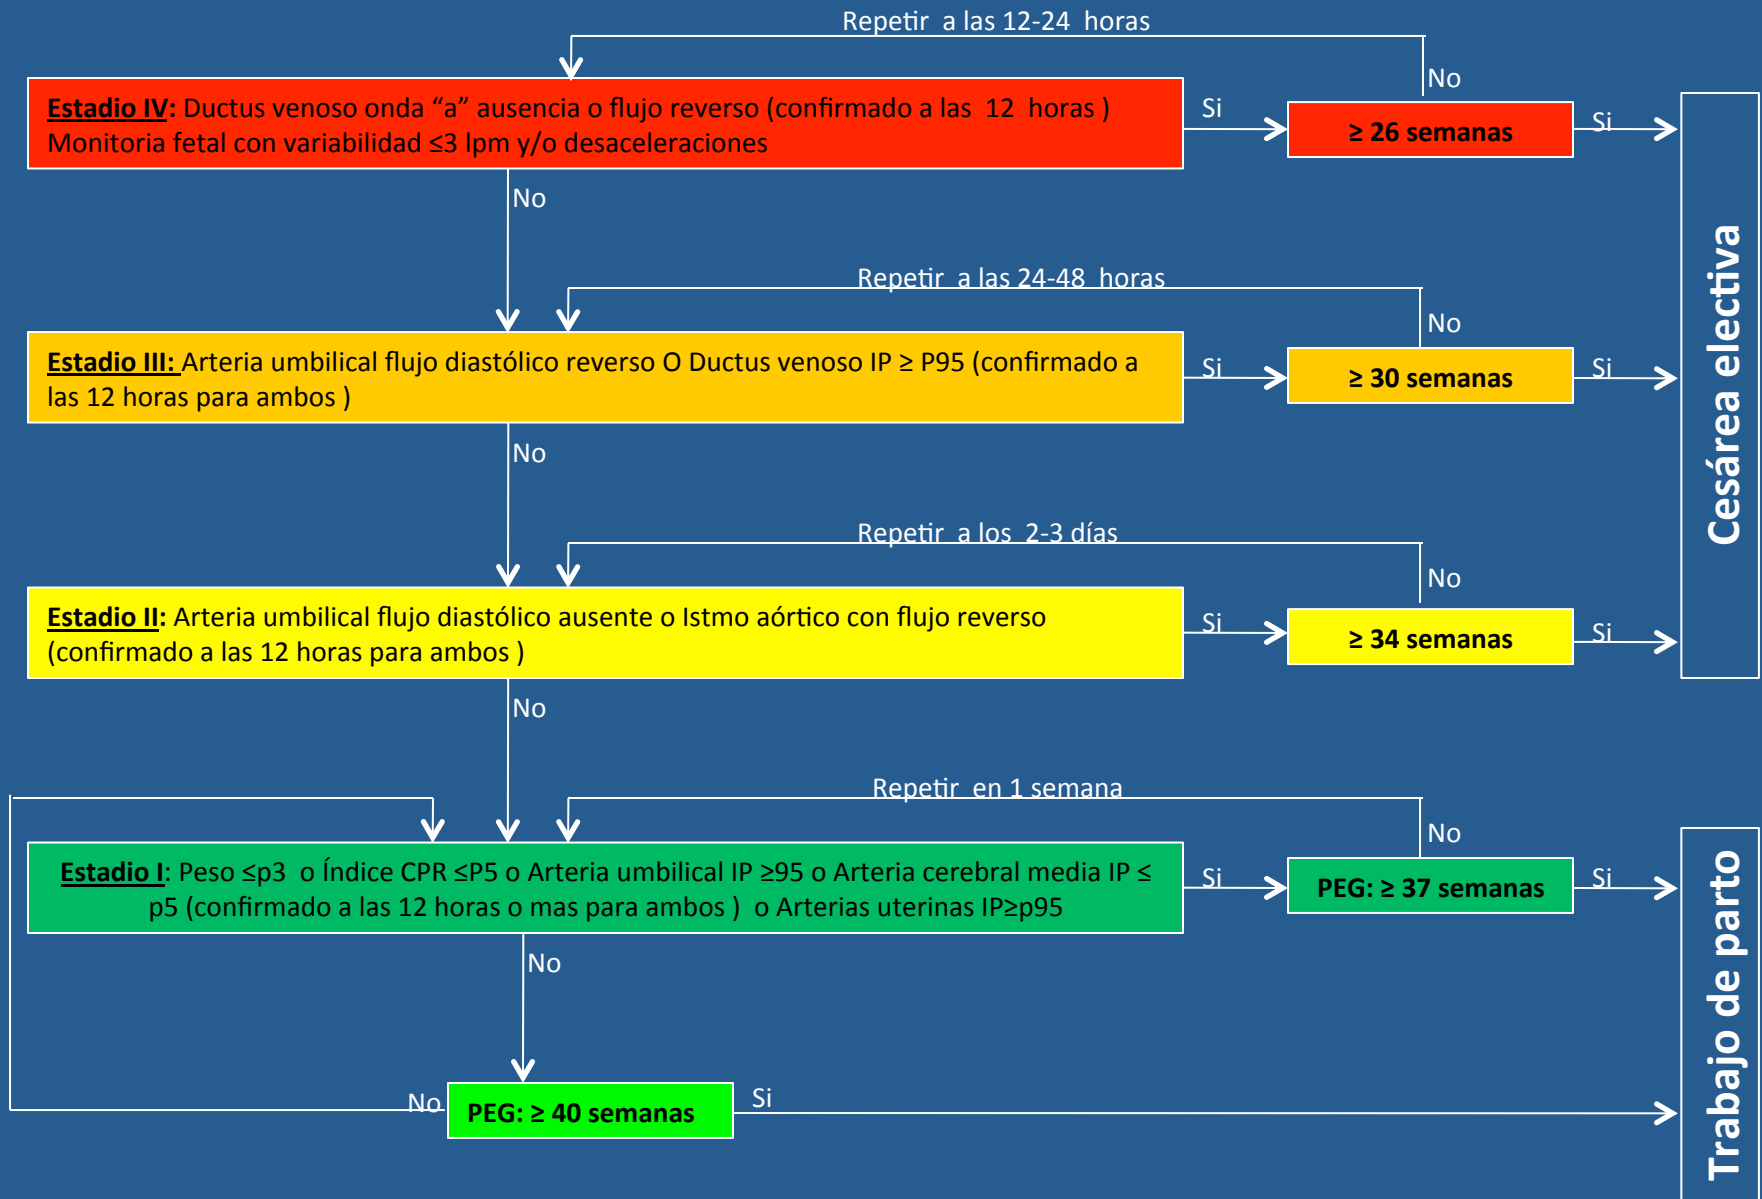 Repetir a las 12-24 horas
No
Estadio IV: Ductus venoso onda “a” ausencia o flujo reverso (confirmado a las 12 horas )
Monitoria fetal con variabilidad ≤3 lpm y/o desaceleraciones
Si
≥ 26 semanas
Si
No
Repetir a las 24-48 horas
No
Estadio III: Arteria umbilical flujo diastólico reverso O Ductus venoso IP ≥ P95 (confirmado a
las 12 horas para ambos )
Si
≥ 30 semanas
Si
Cesárea electiva
No
Repetir a los 2-3 días
No
Estadio II: Arteria umbilical flujo diastólico ausente o Istmo aórtico con flujo reverso
(confirmado a las 12 horas para ambos )
Si
≥ 34 semanas
Si
No
Repetir en 1 semana
No
Estadio I: Peso ≤p3 o Índice CPR ≤P5 o Arteria umbilical IP ≥95 o Arteria cerebral media IP ≤
p5 (confirmado a las 12 horas o mas para ambos ) o Arterias uterinas IP≥p95
Si
PEG: ≥ 37 semanas
Si
No
Trabajo de parto
No
PEG: ≥ 40 semanas
Si